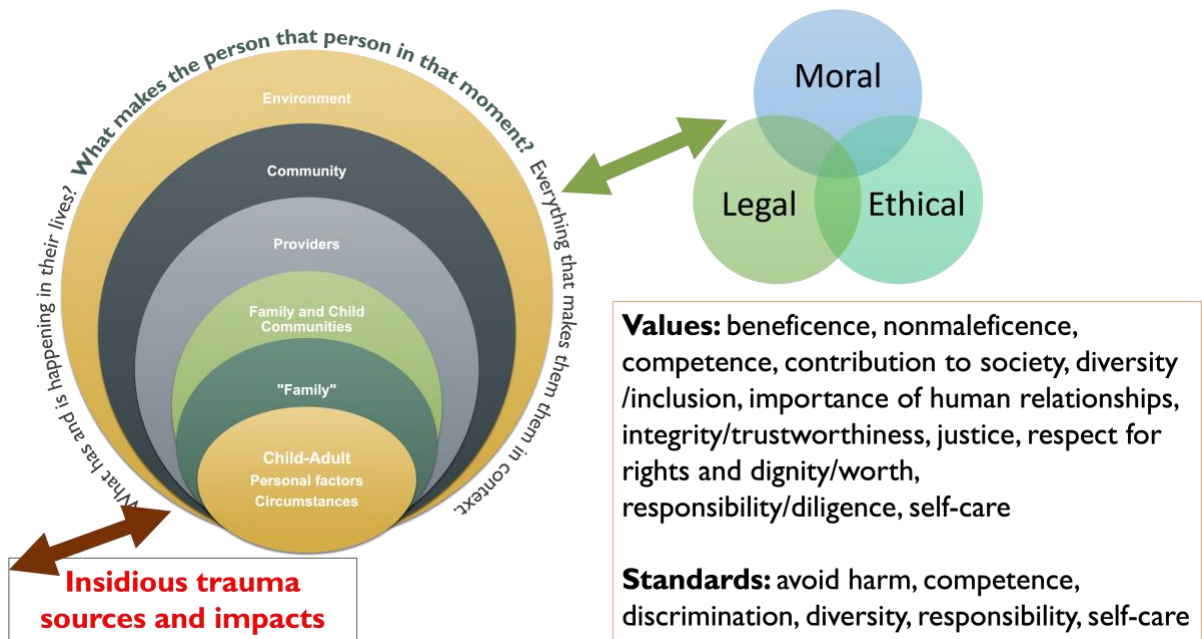 What has and is happening in their lives? What makes the person that person in that moment? Everything that makes them them in context.
Environment
Community
Providers
Family and Child
Communities
"Family"
Child-Adult
Personal factors
Circumstances
Insidious trauma
sources and impacts
Moral
Legal
Ethical
Values: beneficence, nonmaleficence,
competence, contribution to society, diversity
/inclusion, importance of human relationships,
integrity/trustworthiness, justice, respect for
rights and dignity/worth,
responsibility/diligence, self-care
Standards: avoid harm, competence,
discrimination, diversity, responsibility, self-care